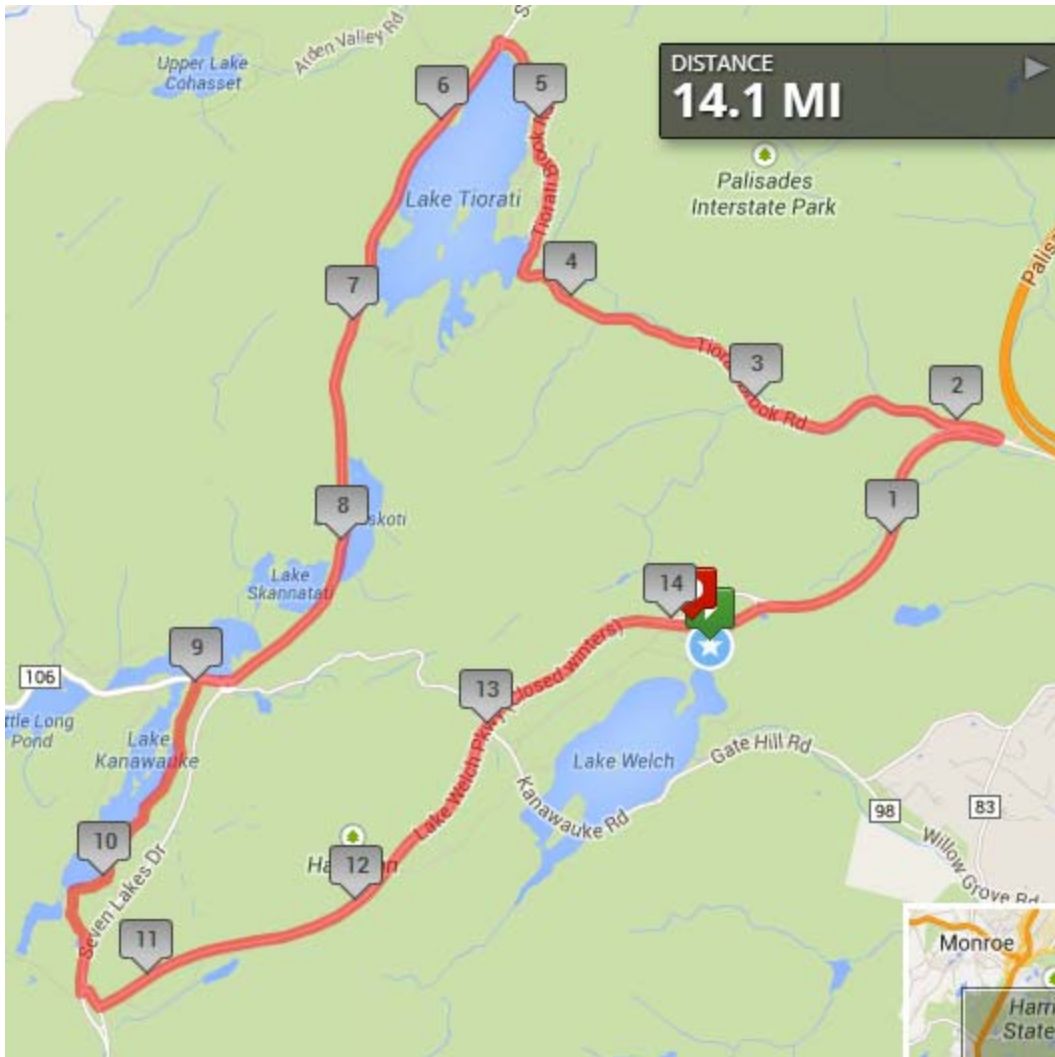 Arden Valley Rd
Upper Lake
Cohasset
DISTANCE
14.1 MI
6
5
Lake Tiorati
Tiorati Brook
Palisades
Interstate Park
4
7
3
2
8
1
Lake
Skannatati
14
9
106
13
Lake Welch Pkwy (closed winters)
Long
Pond
Lake
Kanawauke
Lake Welch
Gate Hill Rd
Kanawauke Rd
98
83
10
12
Willow Grove Rd
Seven Lakes Dr
11
Monroe
State